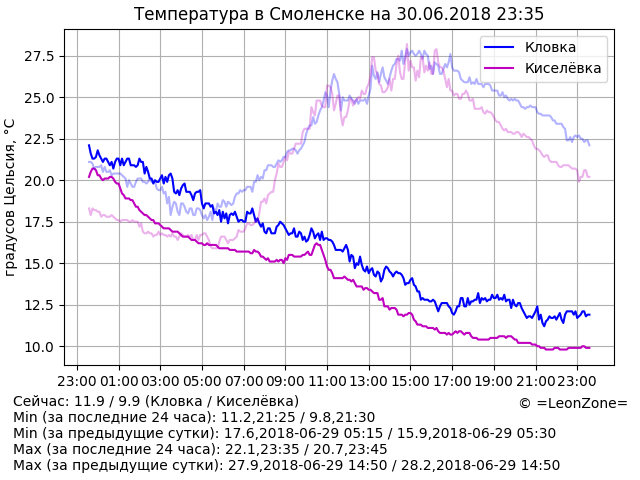 Температура в Смоленске на 30.06.2018 23:35
Кловка
Киселёвка
градусов Цельсия, °C
27.5
25.0
22.5
20.0
17.5
15.0
12.5
10.0
23:00 01:00 03:00 05:00 07:00 09:00 11:00 13:00 15:00 17:00 19:00 21:00 23:00
Сейчас: 11.9 / 9.9 (Кловка / Киселёвка)
© =LeonZone=
Min (за последние 24 часа): 11.2,21:25 / 9.8,21:30
Min (за предыдущие сутки): 17.6,2018-06-29 05:15 / 15.9,2018-06-29 05:30
Max (за последние 24 часа): 22.1,23:35 / 20.7,23:45
Max (за предыдущие сутки): 27.9,2018-06-29 14:50 / 28.2,2018-06-29 14:50